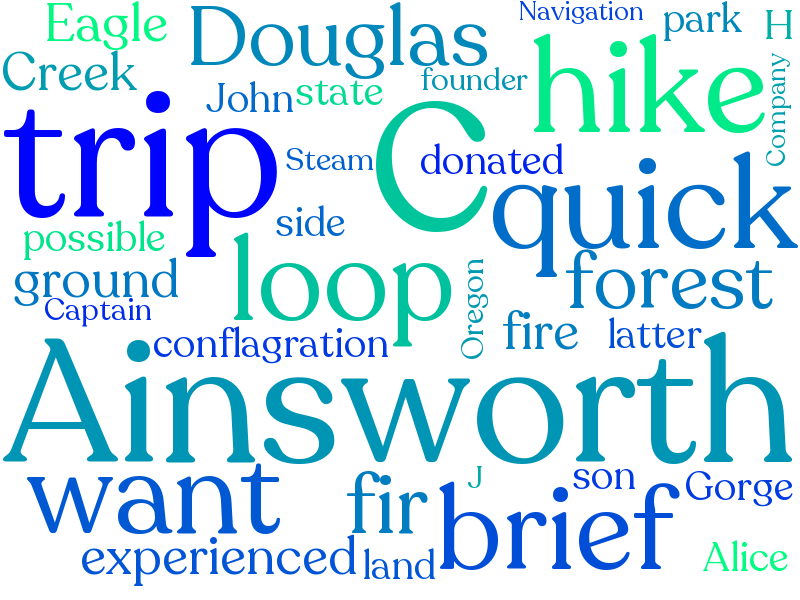 Eagle
Douglas
Navigation
park
H
Creek
John
state
founder
hike
Company
trip
Steam
C
donated
quick
possible
side
loop
ground
Captain
Oregon
forest
conflagration
fire
latter
Ainsworth
want
fir
J
brief
son
Gorge
experienced
land
Alice